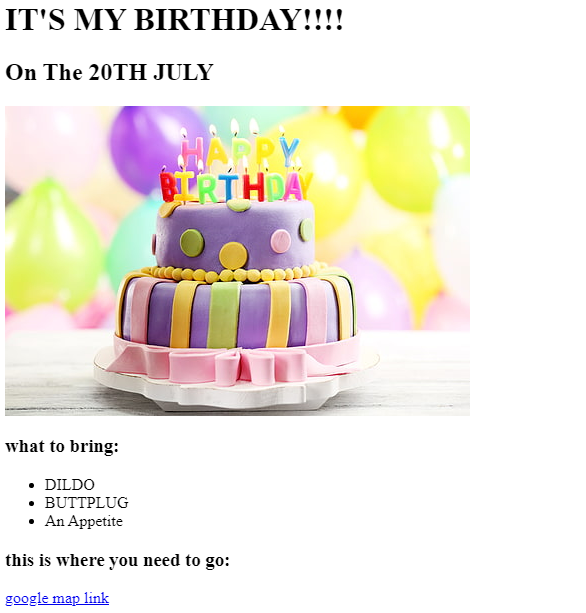 IT'S MY BIRTHDAY!!!!
On The 20TH JULY
HAPPY
BIRTHDAY
what to bring:
DILDO
BUTTPLUG
An Appetite
this is where you need to go:
google map link